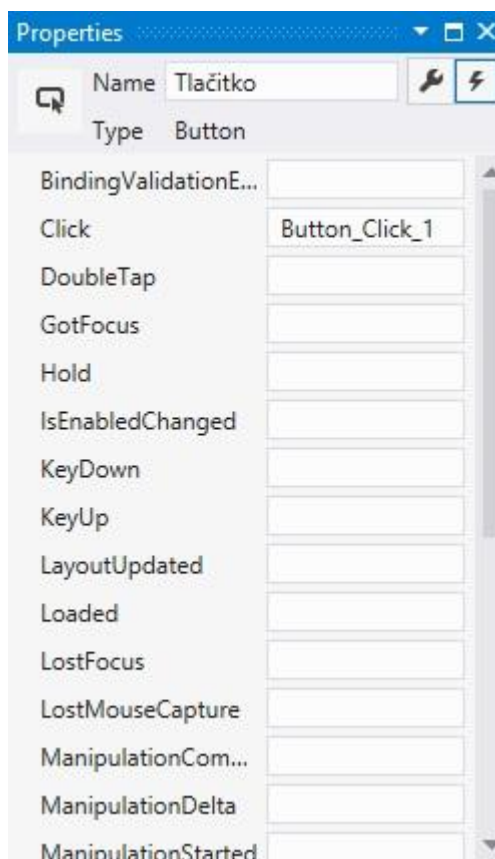 Properties
Name Tlačitko
Type Button
BindingValidationE...
Click Button_Click_1
DoubleTap
GotFocus
Hold
IsEnabledChanged
KeyDown
KeyUp
LayoutUpdated
Loaded
LostFocus
LostMouseCapture
ManipulationCom...
ManipulationDelta
ManipulationStarted